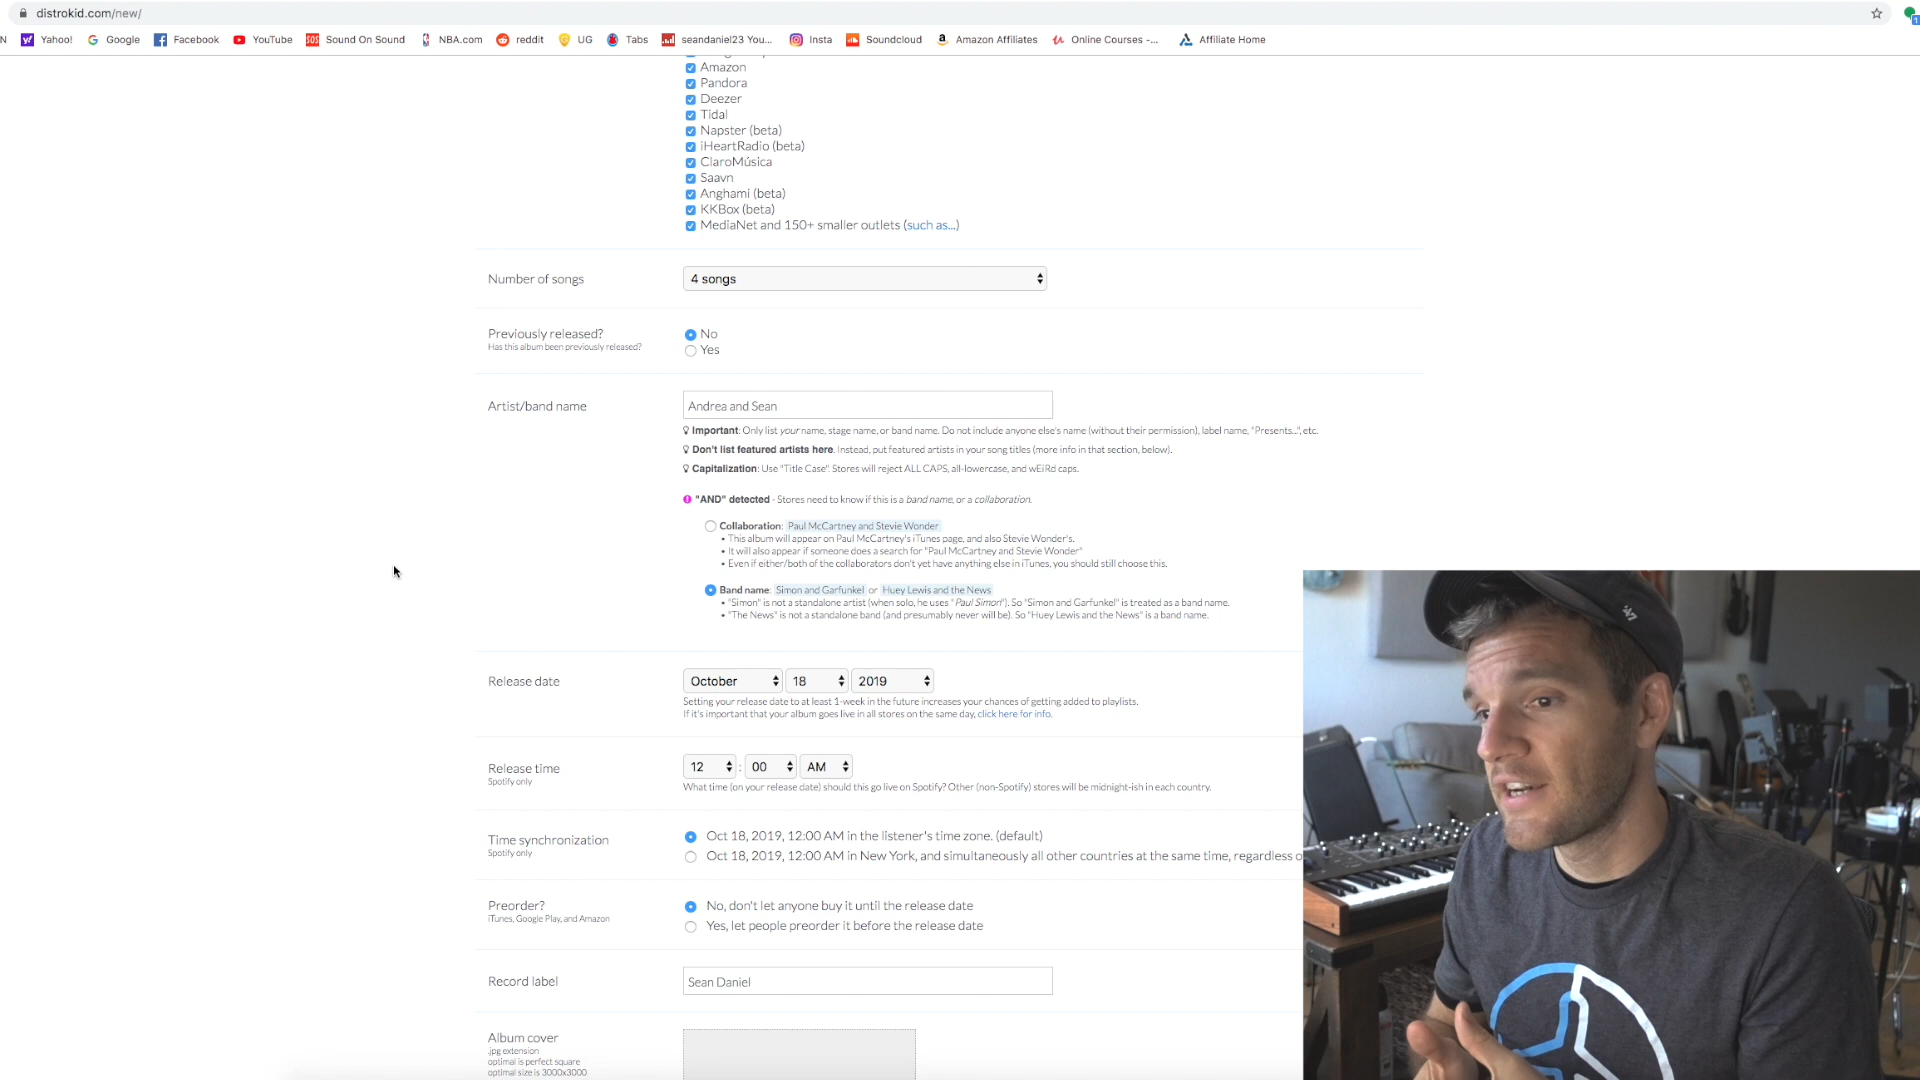 distrokid.com/new/
N Yahoo! Google Facebook YouTube SOS Sound On Sound NBA.com reddit UG Tabs seandaniel23 You... Insta Soundcloud Amazon Affiliates Online Courses -... Affiliate Home
Amazon
Pandora
Deezer
Tidal
Napster (beta)
iHeartRadio (beta)
ClaroMúsica
Saavn
Anghami (beta)
KKBox (beta)
MediaNet and 150+ smaller outlets (such as...)
Number of songs 4 songs
Previously released? No
Has this album been previously released?
Yes
Artist/band name Andrea and Sean
Important: Only list your name, stage name, or band name. Do not include anyone else's name (without their permission), label name, "Presents...", etc.
Don't list featured artists here. Instead, put featured artists in your song titles (more info in that section, below).
Capitalization: Use "Title Case". Stores will reject ALL CAPS, all-lowercase, and wEiRd caps.
"AND" detected - Stores need to know if this is a band name, or a collaboration.
Collaboration: Paul McCartney and Stevie Wonder
• This album will appear on Paul McCartney's iTunes page, and also Stevie Wonder's.
• It will also appear if someone does a search for "Paul McCartney and Stevie Wonder"
• Even if either/both of the collaborators don't yet have anything else in iTunes, you should still choose this.
Band name: Simon and Garfunkel or Huey Lewis and the News
• "Simon" is not a standalone artist (when solo, he uses "Paul Simon"). So "Simon and Garfunkel" is treated as a band name.
• "The News" is not a standalone band (and presumably never will be). So "Huey Lewis and the News" is a band name.
Release date October 18 2019
Setting your release date to at least 1-week in the future increases your chances of getting added to playlists.
If it's important that your album goes live in all stores on the same day, click here for info.
Release time 12 : 00 AM
Spotify only
What time (on your release date) should this go live on Spotify? Other (non-Spotify) stores will be midnight-ish in each country.
Time synchronization Oct 18, 2019, 12:00 AM in the listener's time zone. (default)
Spotify only
Oct 18, 2019, 12:00 AM in New York, and simultaneously all other countries at the same time, regardless o
Preorder? No, don't let anyone buy it until the release date
iTunes, Google Play, and Amazon
Yes, let people preorder it before the release date
Record label Sean Daniel
Album cover
.jpg extension
optimal is perfect square
optimal size is 3000x3000
'47